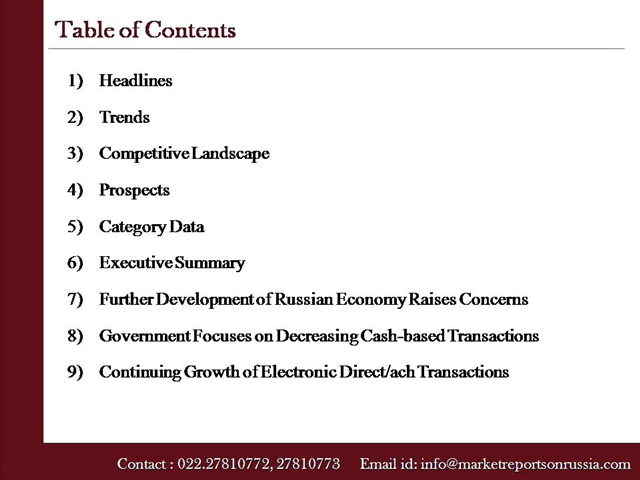 Table of Contents
1) Headlines
2) Trends
3) Competitive Landscape
4) Prospects
5) Category Data
6) Executive Summary
7) Further Development of Russian Economy Raises Concerns
8) Government Focuses on Decreasing Cash-based Transactions
9) Continuing Growth of Electronic Direct/ach Transactions
Contact : 022.27810772, 27810773 Email id: info@marketreportsonrussia.com